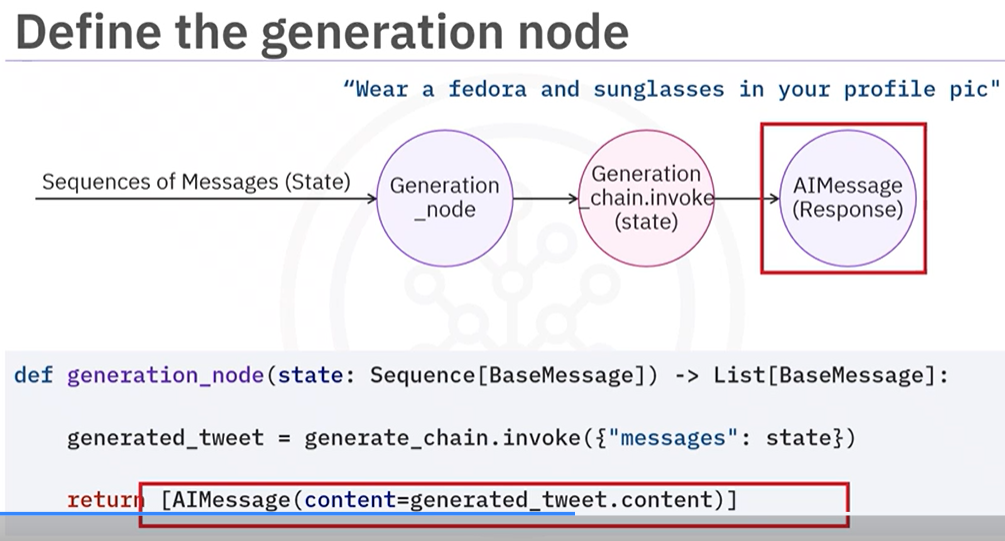 Define the generation node
“Wear a fedora and sunglasses in your profile pic"
Sequences of Messages (State)
Generation
_node
Generation
_chain.invoke
(state)
AIMessage
(Response)
def generation_node(state: Sequence[BaseMessage]) -> List[BaseMessage]:
generated_tweet = generate_chain.invoke({"messages": state})
return [AIMessage(content=generated_tweet.content)]